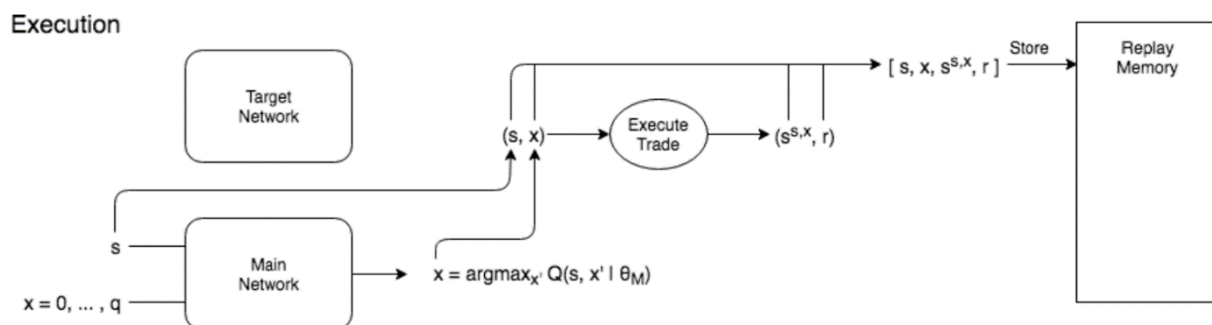 Execution
Target
Network
(s, x)
Execute
Trade
(s^{s,x}, r)
[ s, x, s^{s,x}, r ]
Store
Replay
Memory
s
x = 0, ... , q
Main
Network
x = argmax_{x'} Q(s, x' | θ_M)